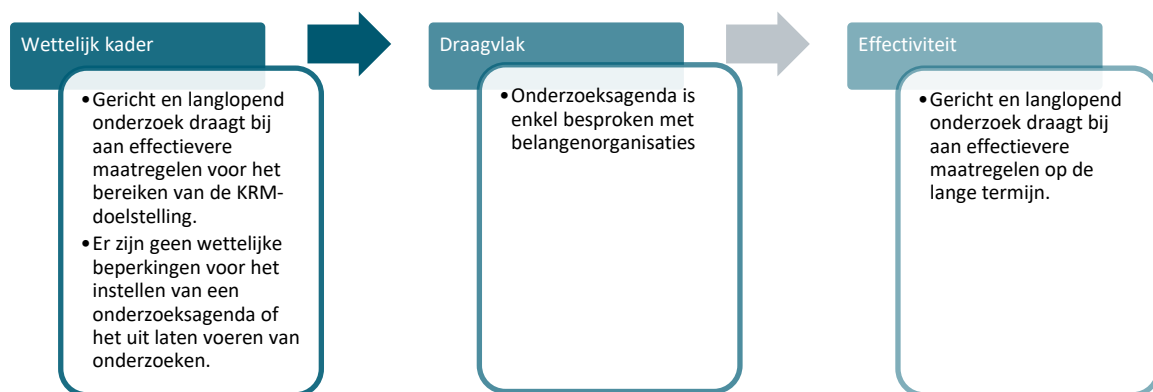 Wettelijk kader
•Gericht en langlopend
onderzoek draagt bij
aan effectievere
maatregelen voor het
bereiken van de KRM-
doelstelling.
•Er zijn geen wettelijke
beperkingen voor het
instellen van een
onderzoeksagenda of
het uit laten voeren van
onderzoeken.
Draagvlak
•Onderzoeksagenda is
enkel besproken met
belangenorganisaties
Effectiviteit
•Gericht en langlopend
onderzoek draagt bij
aan effectievere
maatregelen op de
lange termijn.